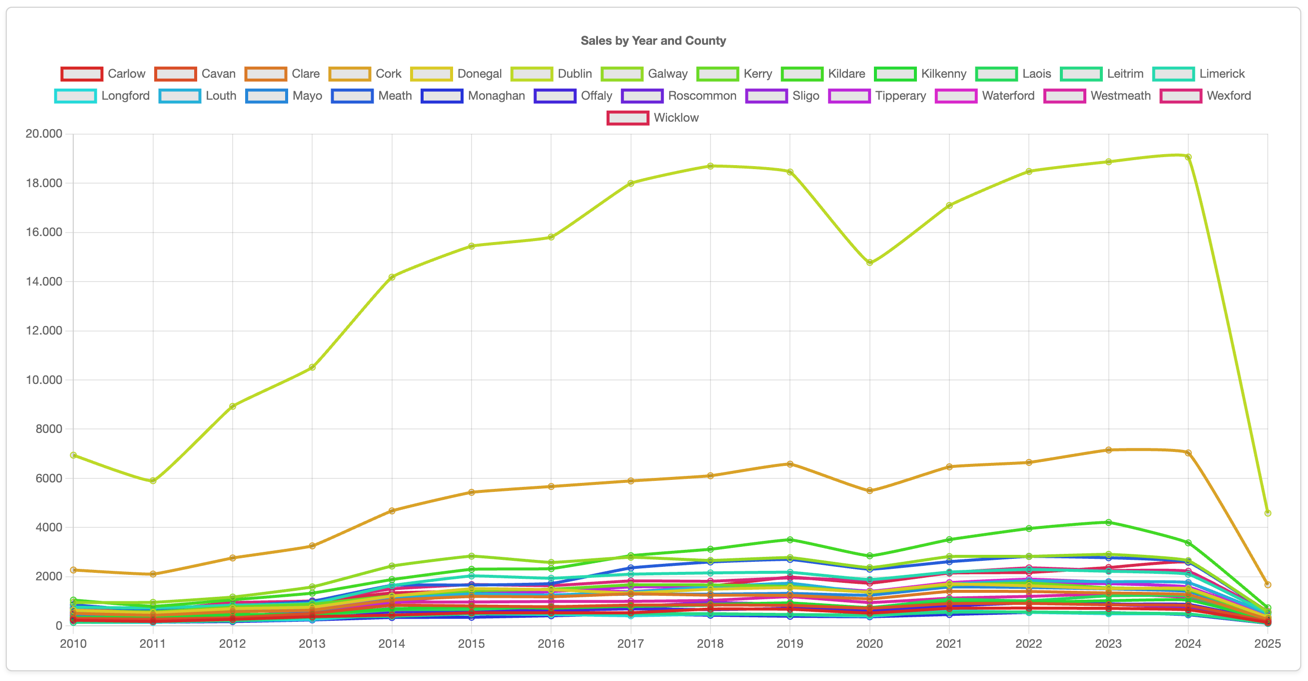 Sales by Year and County
Carlow Cavan Clare Cork Donegal Dublin Galway Kerry Kildare Kilkenny Laois Leitrim Limerick
Longford Louth Mayo Meath Monaghan Offaly Roscommon Sligo Tipperary Waterford Westmeath Wexford
Wicklow
20.000
18.000
16.000
14.000
12.000
10.000
8000
6000
4000
2000
0
2010 2011 2012 2013 2014 2015 2016 2017 2018 2019 2020 2021 2022 2023 2024 2025